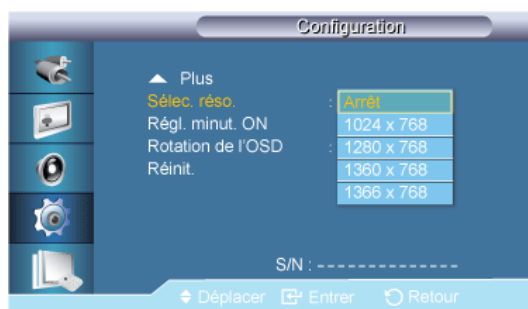 Configuration
Plus
Sélec. réso. : Arrêt
1024 x 768
Régl. minut. ON
Rotation de l'OSD : 1280 x 768
Réinit.
1360 x 768
1366 x 768
S/N : --------------
Déplacer Entrer Retour